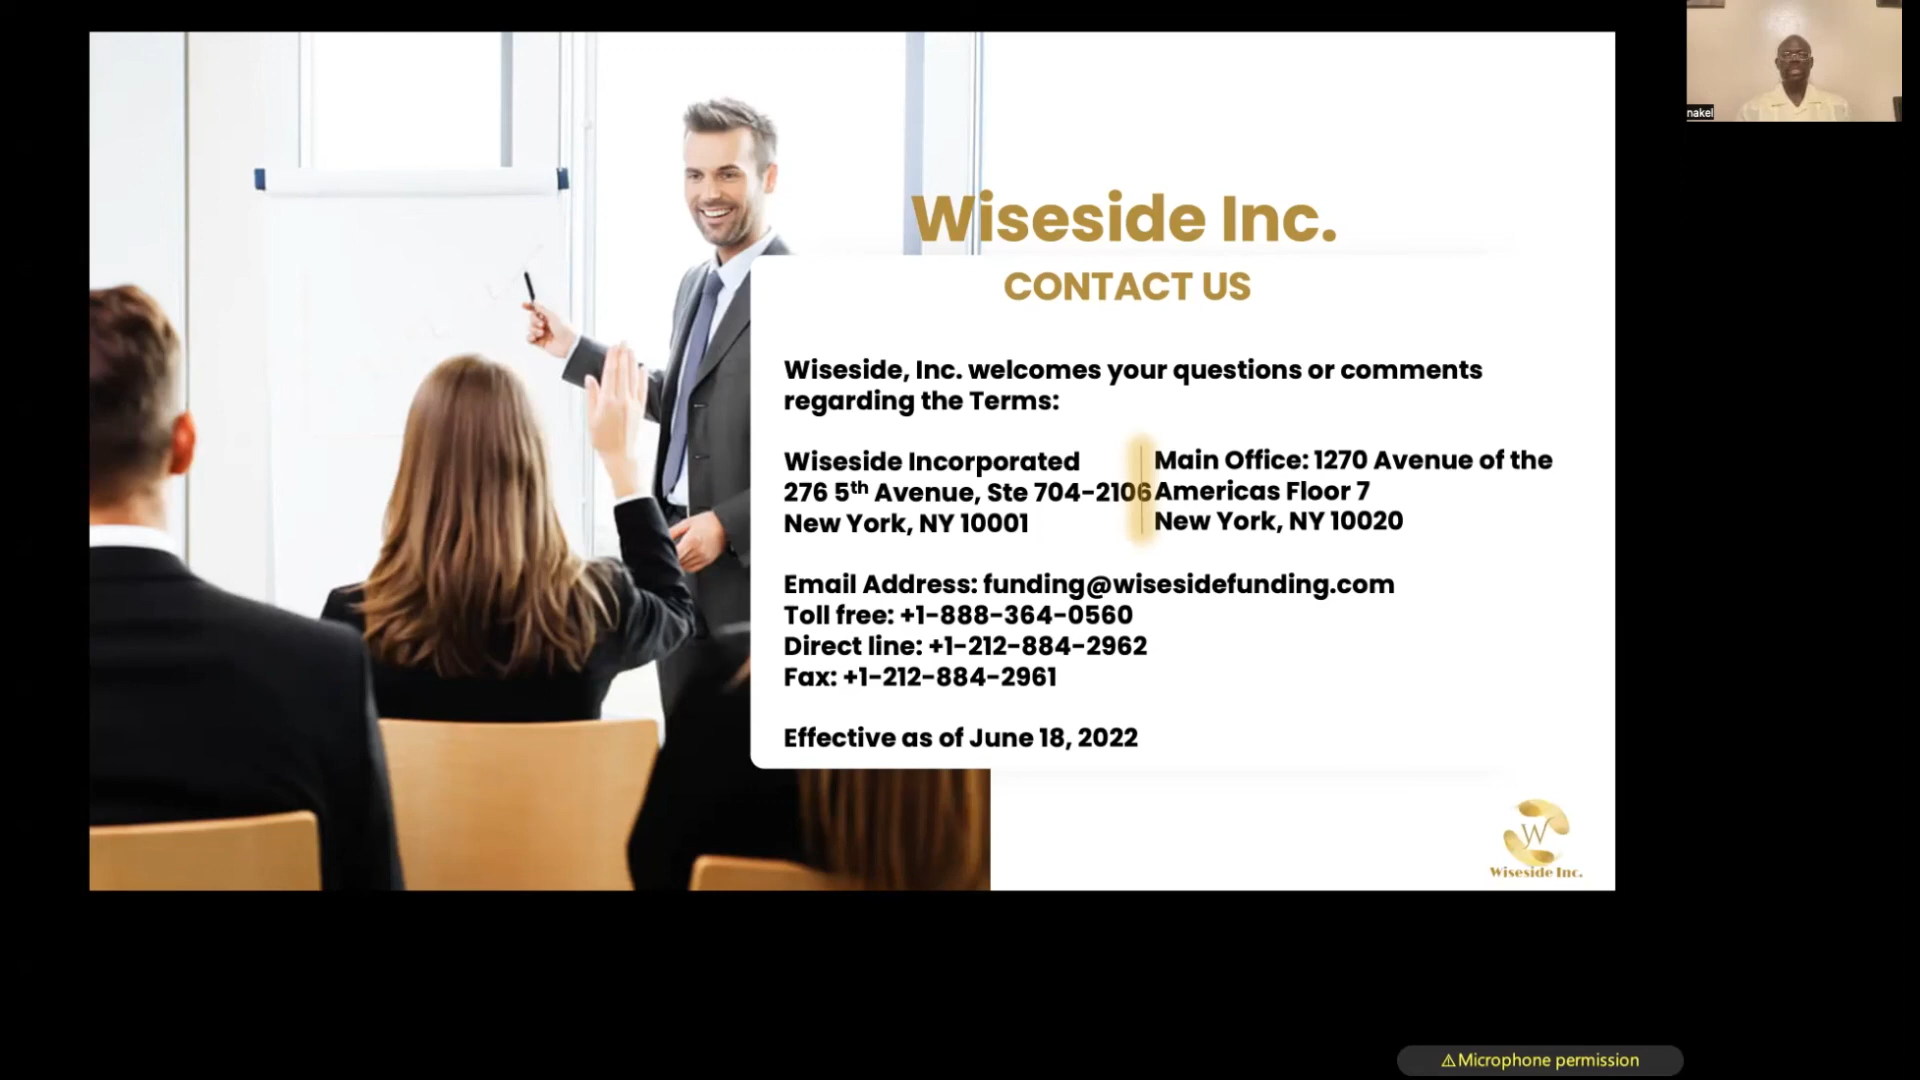 nakel
Wiseside Inc.
CONTACT US
Wiseside, Inc. welcomes your questions or comments
regarding the Terms:
Wiseside Incorporated
276 5th Avenue, Ste 704-2106
New York, NY 10001
Main Office: 1270 Avenue of the
Americas Floor 7
New York, NY 10020
Email Address: funding@wisesidefunding.com
Toll free: +1-888-364-0560
Direct line: +1-212-884-2962
Fax: +1-212-884-2961
Effective as of June 18, 2022
W
Wiseside Inc.
⚠Microphone permission